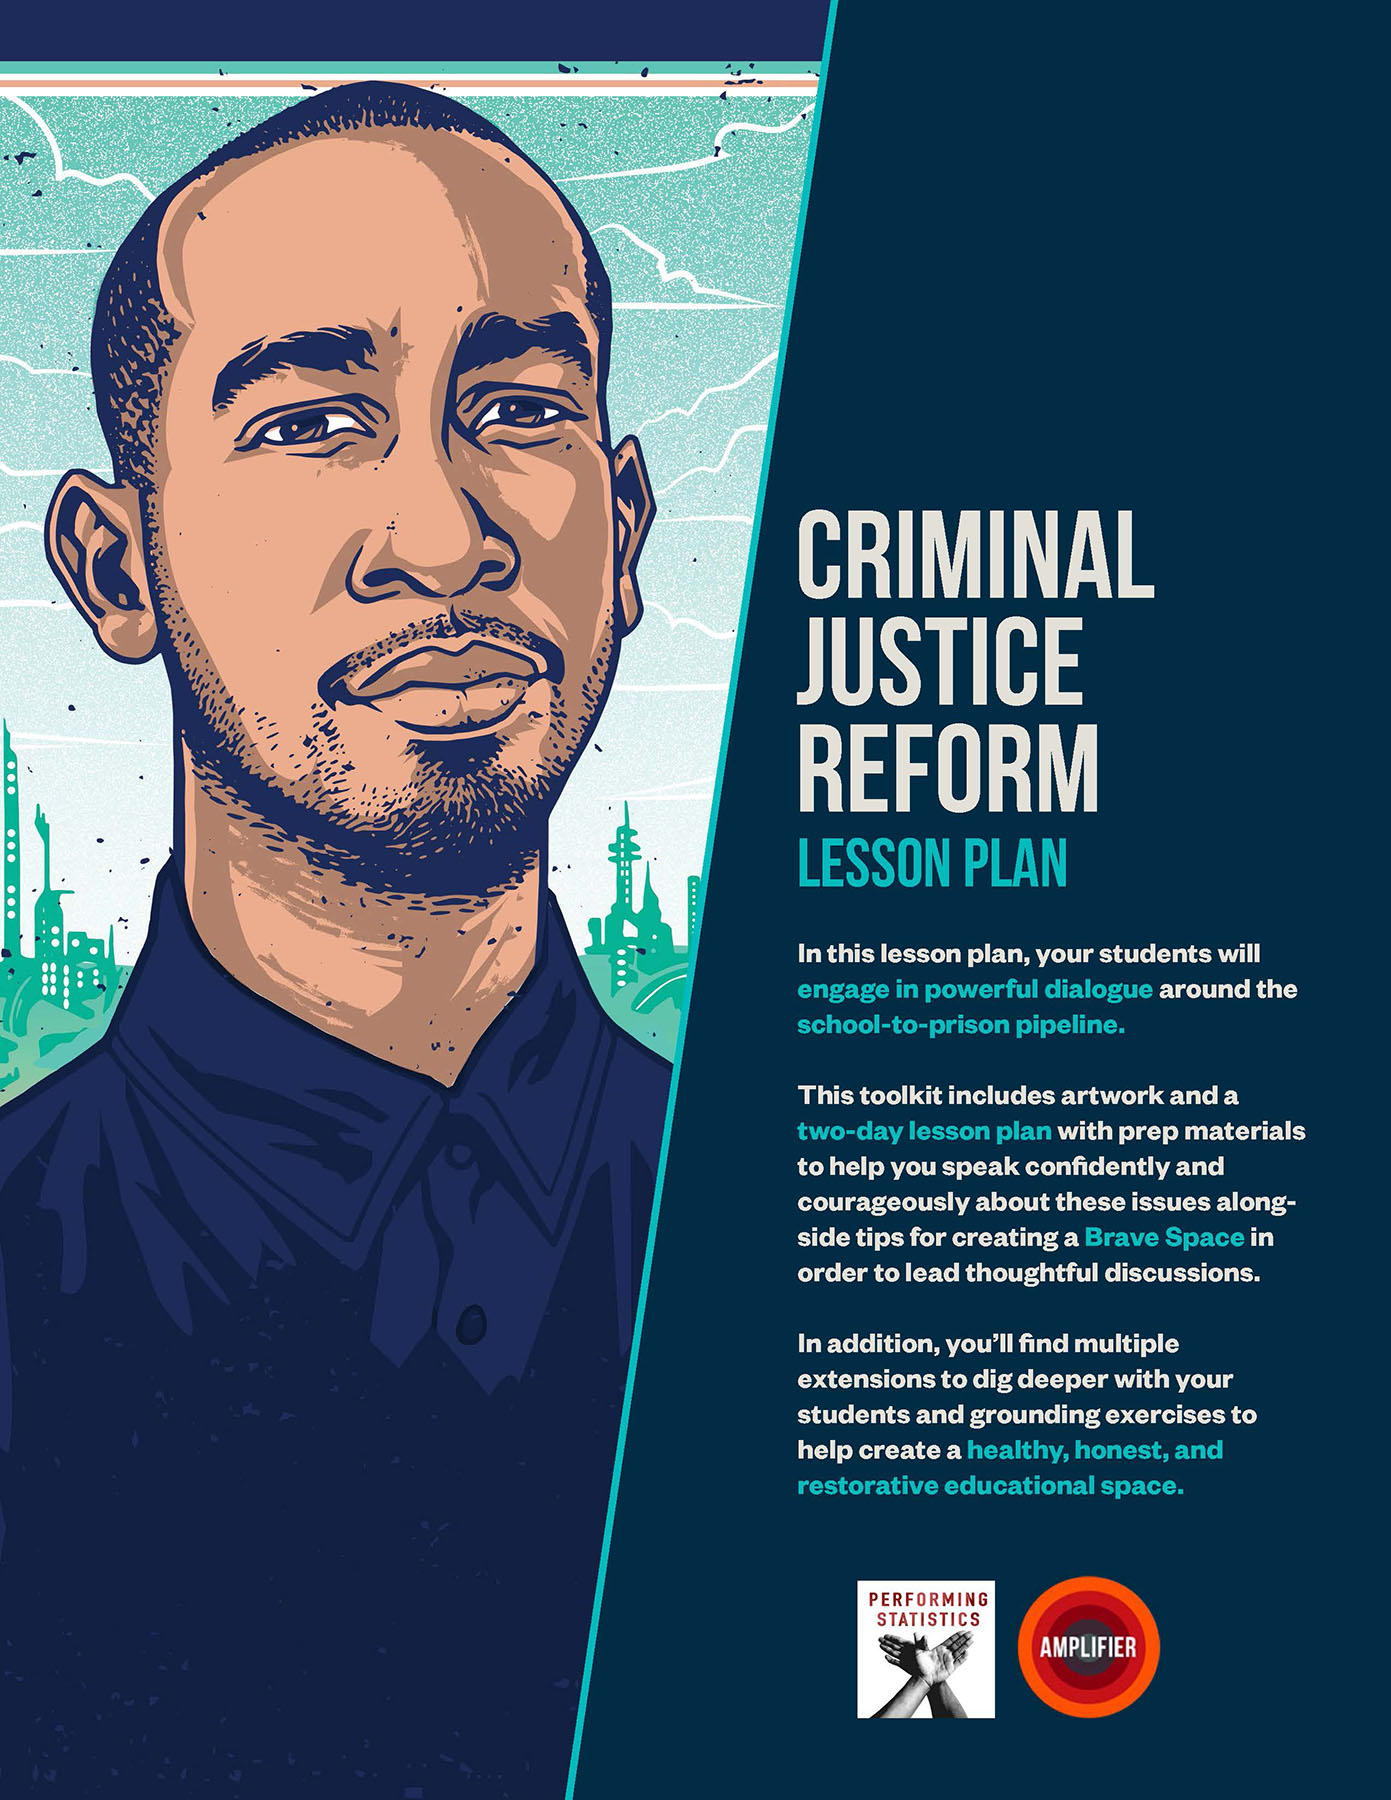 CRIMINAL
JUSTICE
REFORM
LESSON PLAN
In this lesson plan, your students will
engage in powerful dialogue around the
school-to-prison pipeline.
This toolkit includes artwork and a
two-day lesson plan with prep materials
to help you speak confidently and
courageously about these issues along-
side tips for creating a Brave Space in
order to lead thoughtful discussions.
In addition, you’ll find multiple
extensions to dig deeper with your
students and grounding exercises to
help create a healthy, honest, and
restorative educational space.
PERFORMING
STATISTICS
AMPLIFIER